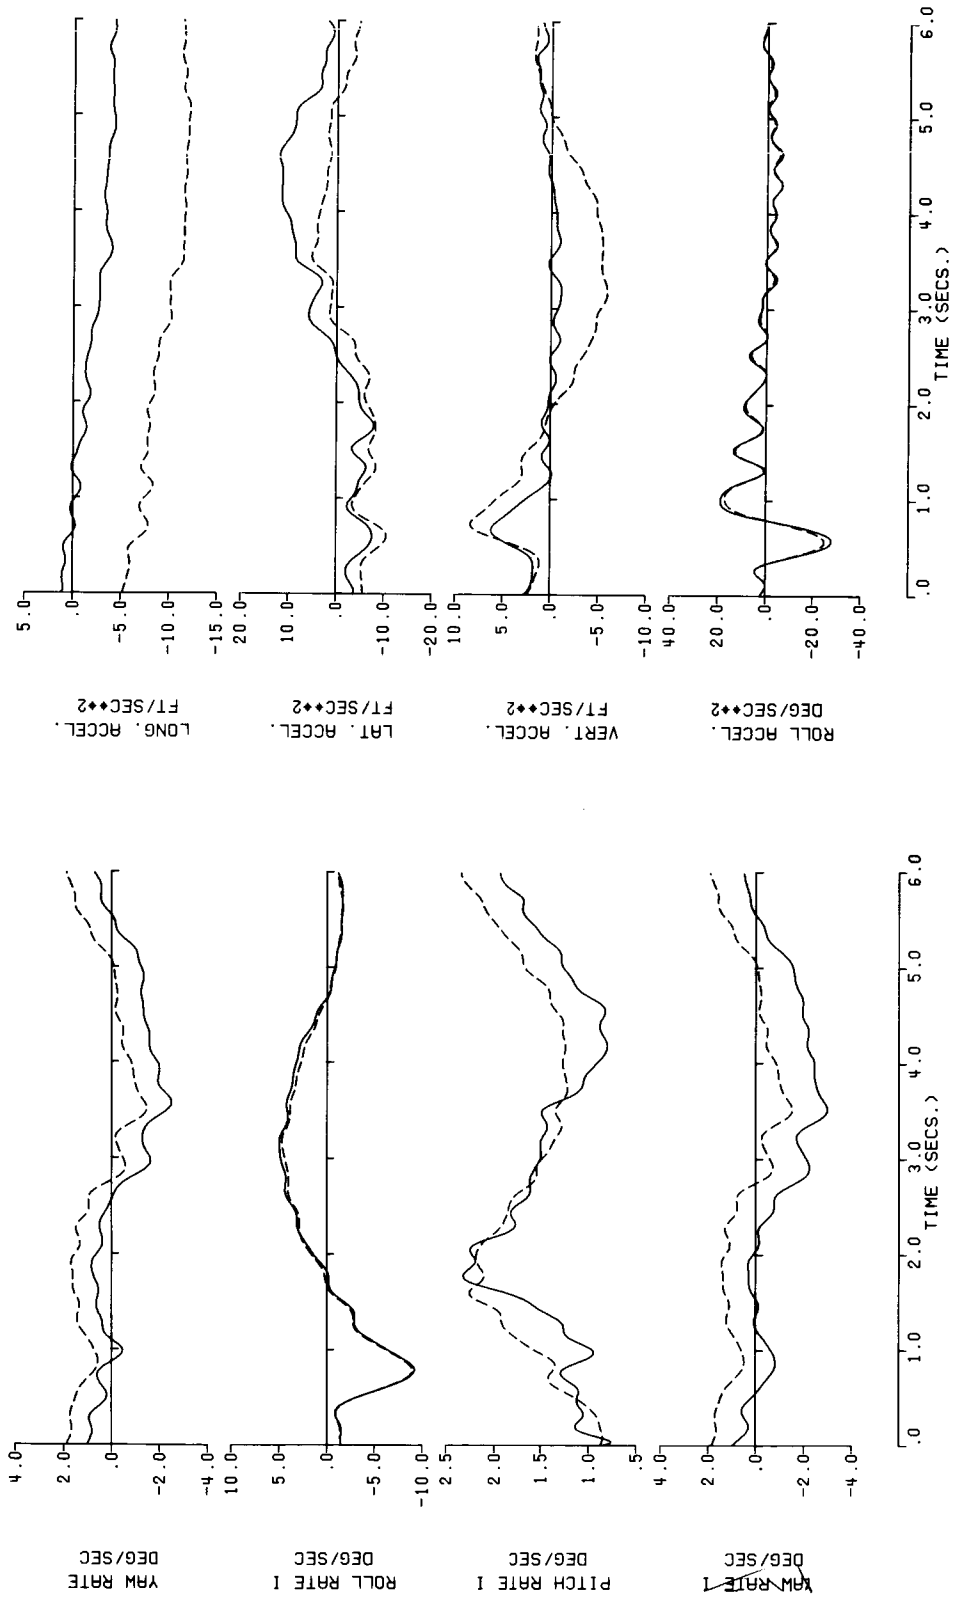 5.0
.0
-5.0
-10.0
-15.0
LONG. ACCEL.
FT/SEC**2
20.0
10.0
.0
-10.0
-20.0
LAT. ACCEL.
FT/SEC**2
10.0
5.0
.0
-5.0
-10.0
VERT. ACCEL.
FT/SEC**2
40.0
20.0
.0
-20.0
-40.0
ROLL ACCEL.
DEG/SEC**2
.0 1.0 2.0 3.0 4.0 5.0 6.0
TIME (SECS.)
4.0
2.0
.0
-2.0
-4.0
YAW RATE
DEG/SEC
10.0
5.0
.0
-5.0
-10.0
ROLL RATE I
DEG/SEC
2.5
2.0
1.5
1.0
.5
PITCH RATE I
DEG/SEC
4.0
2.0
.0
-2.0
-4.0
YAW RATE I
DEG/SEC
.0 1.0 2.0 3.0 4.0 5.0 6.0
TIME (SECS.)